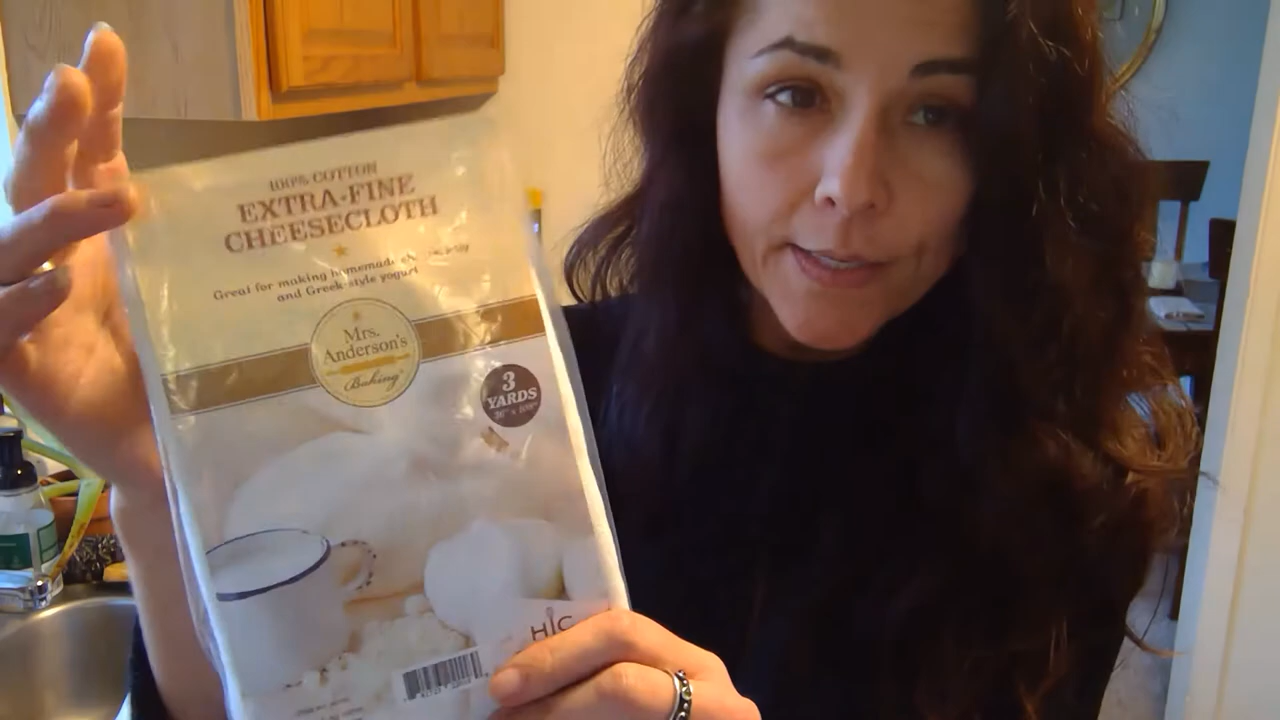 100% COTTON
EXTRA-FINE
CHEESECLOTH
Great for making homemade
and Greek-style yogurt
Mrs.
Anderson's
Baking
3
YARDS
HIC